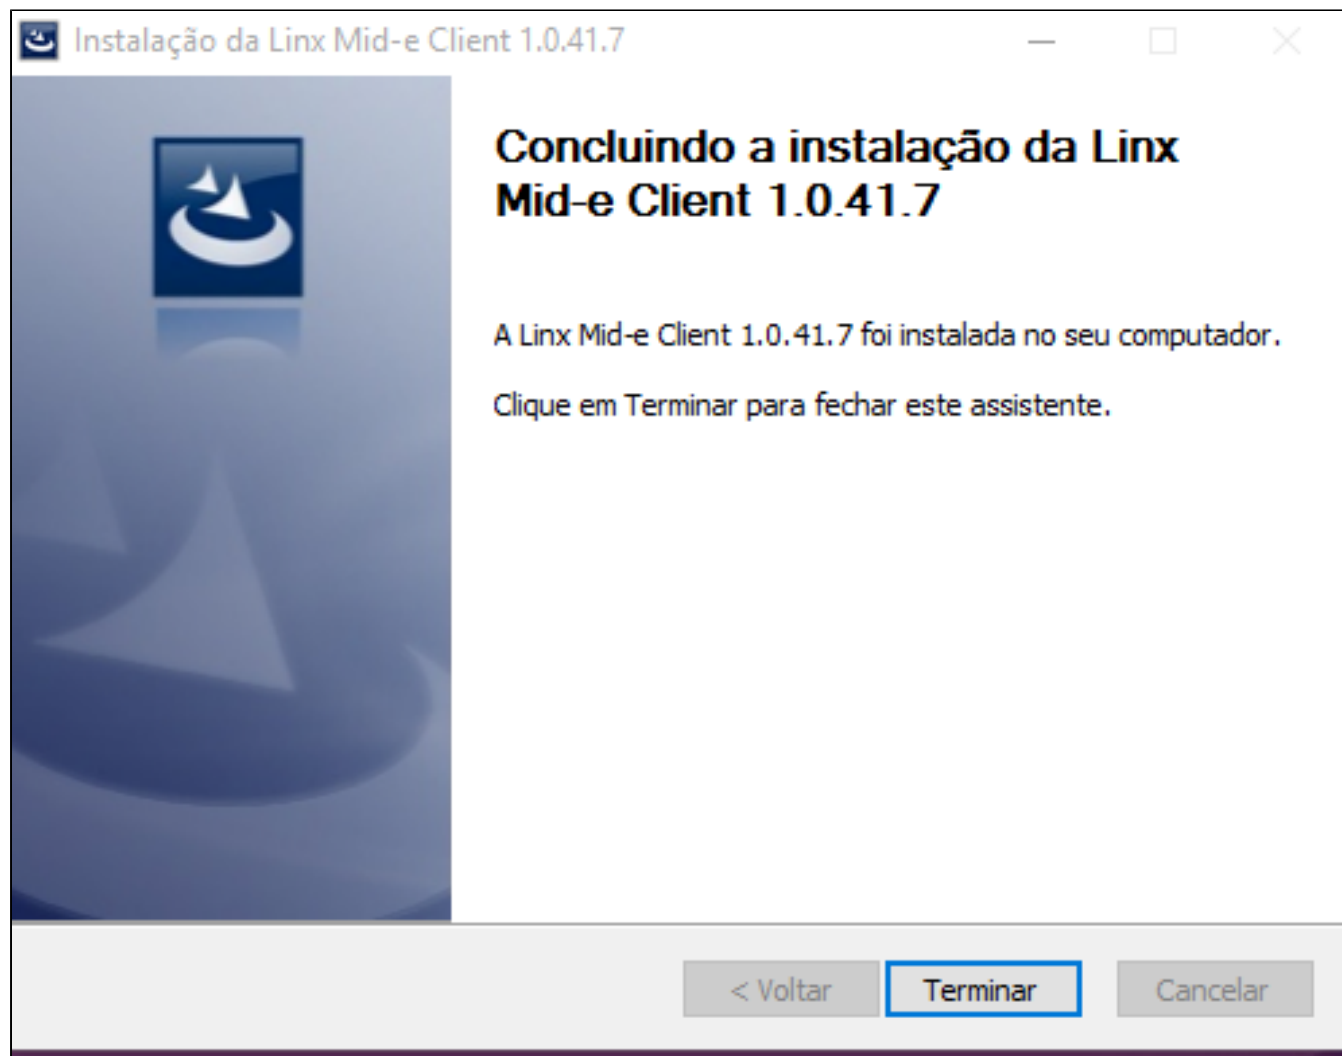 Instalação da Linx Mid-e Client 1.0.41.7
Concluindo a instalação da Linx
Mid-e Client 1.0.41.7
A Linx Mid-e Client 1.0.41.7 foi instalada no seu computador.
Clique em Terminar para fechar este assistente.
< Voltar
Terminar
Cancelar